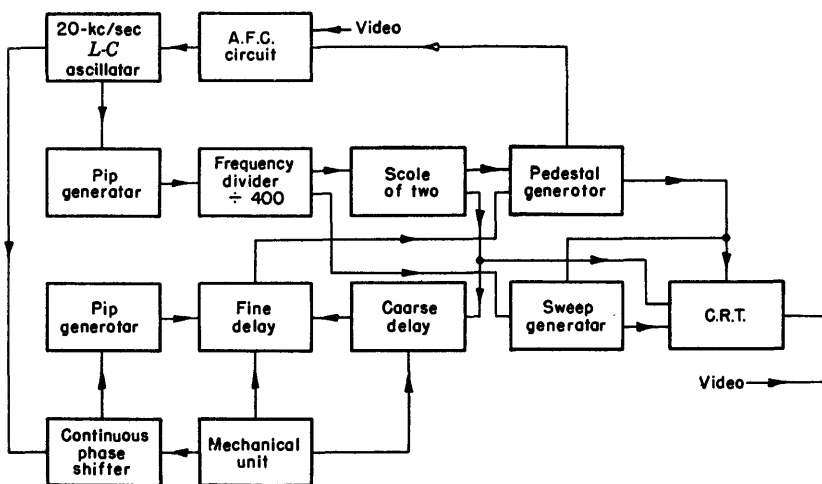 20-kc/sec
L-C
ascillatar
A.F.C.
circuit
Video
Pip
generatar
Frequency
divider
÷ 400
Scole
of two
Pedestal
generotor
Pip
generotar
Fine
delay
Caarse
delay
Sweep
generatar
C.R.T.
Video
Continuous
phase
shifter
Mechanical
unit